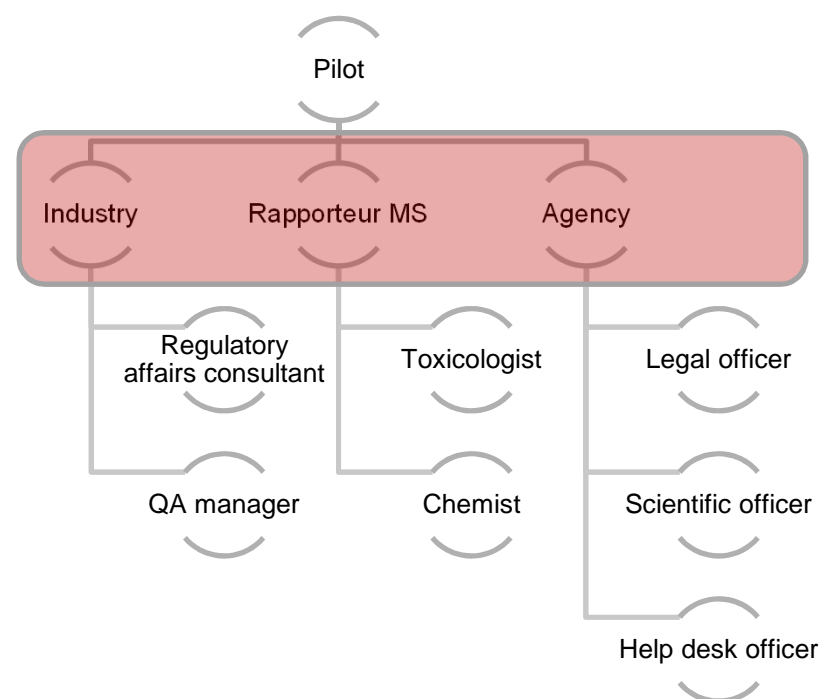 Pilot
Industry
Rapporteur MS
Agency
Regulatory
affairs consultant
Toxicologist
Legal officer
QA manager
Chemist
Scientific officer
Help desk officer